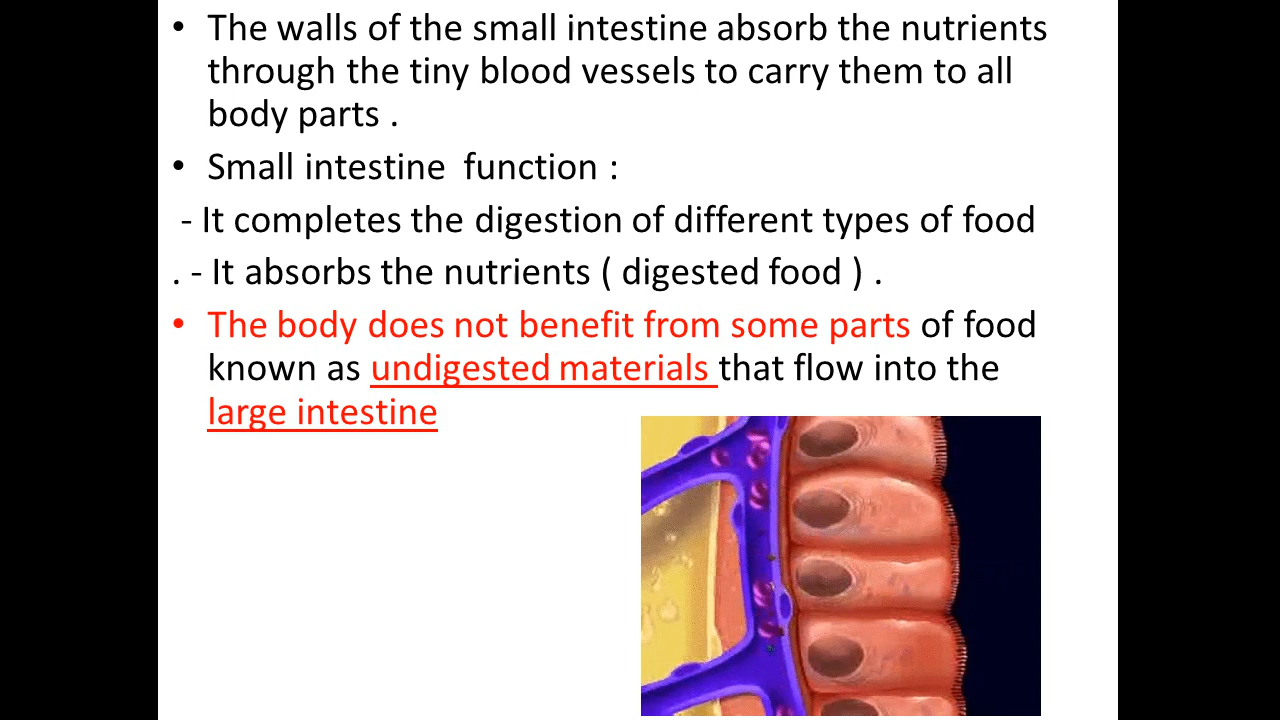 • The walls of the small intestine absorb the nutrients
through the tiny blood vessels to carry them to all
body parts .
• Small intestine  function :
- It completes the digestion of different types of food
. - It absorbs the nutrients ( digested food ) .
• The body does not benefit from some parts of food
known as undigested materials that flow into the
large intestine